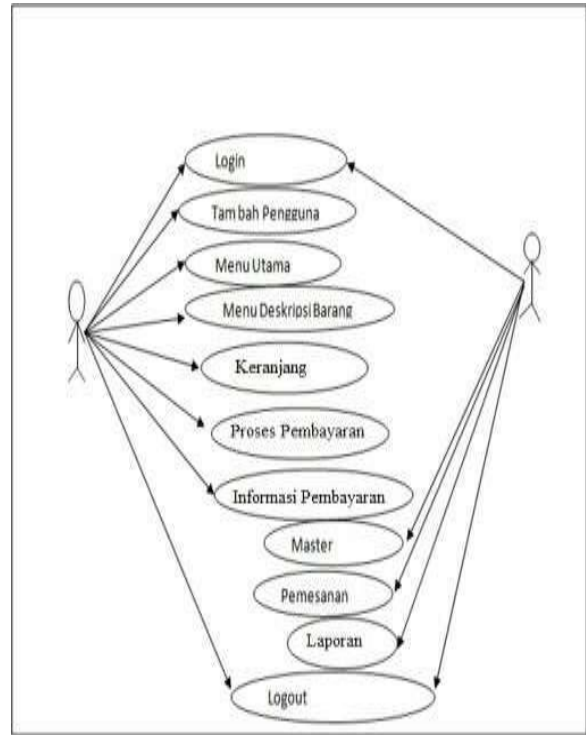 Login
Tambah Pengguna
Menu Utama
Menu Deskripsi Barang
Keranjang
Proses Pembayaran
Informasi Pembayaran
Master
Pemesanan
Laporan
Logout